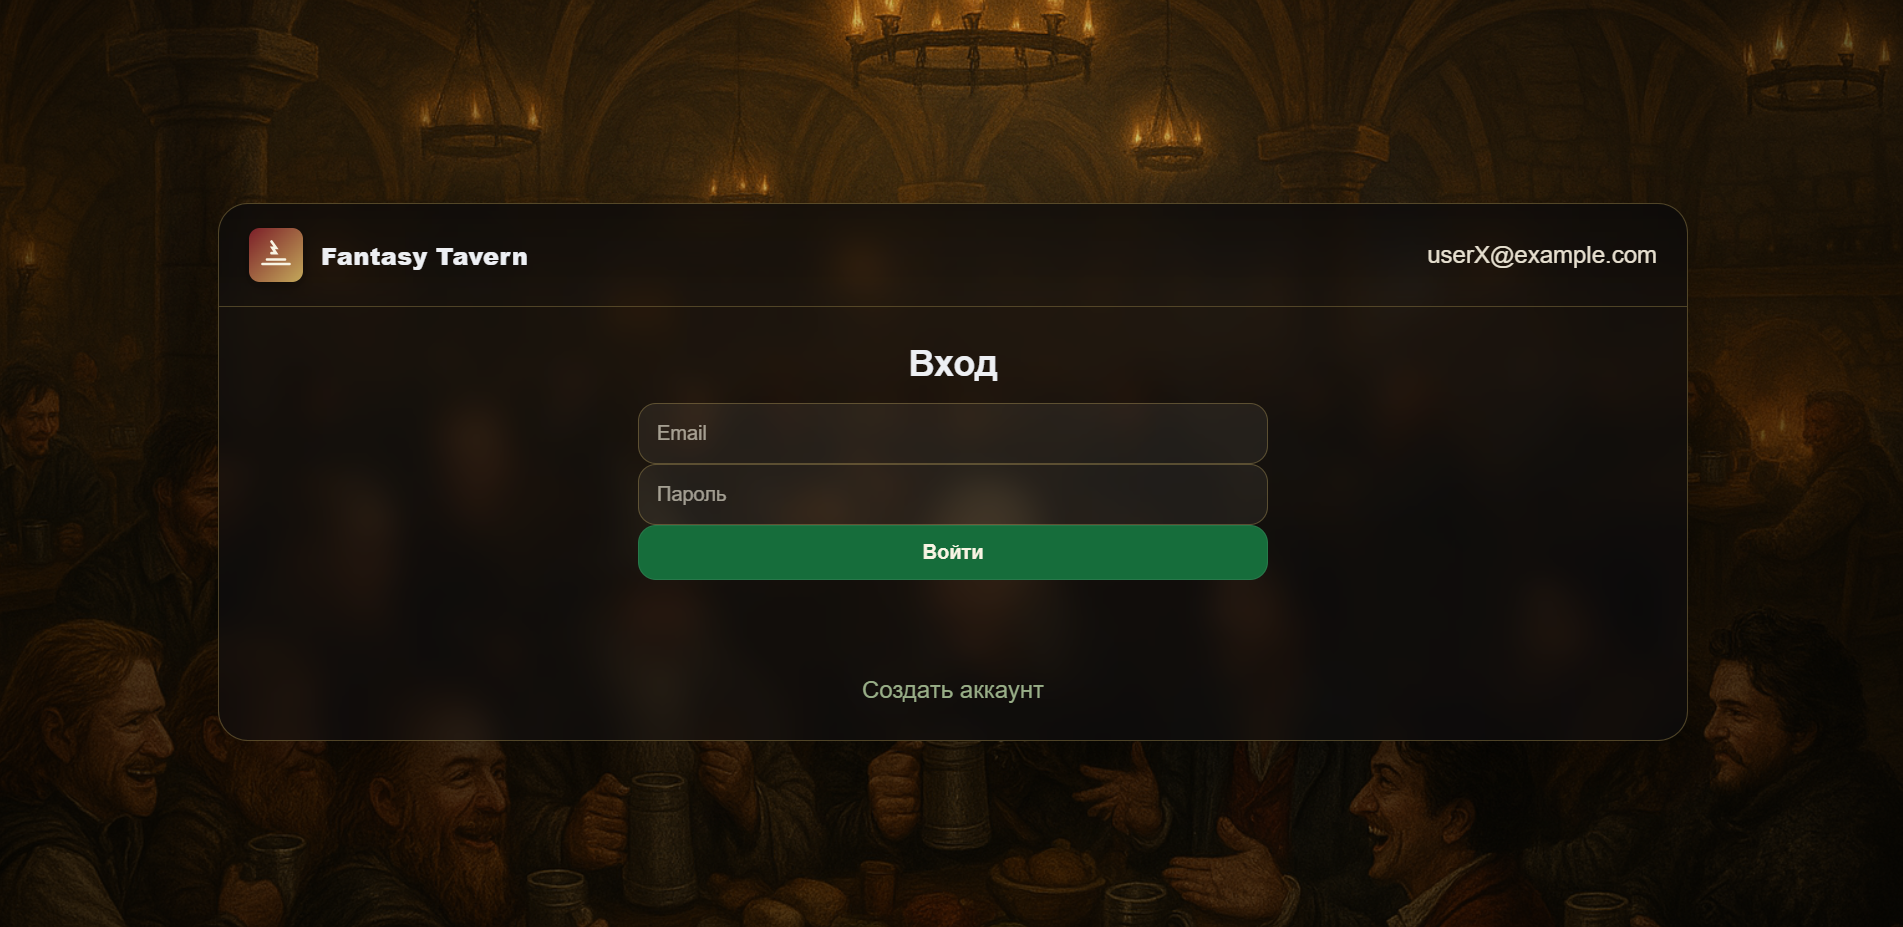 Fantasy Tavern
userX@example.com
Вход
Email
Пароль
Войти
Создать аккаунт